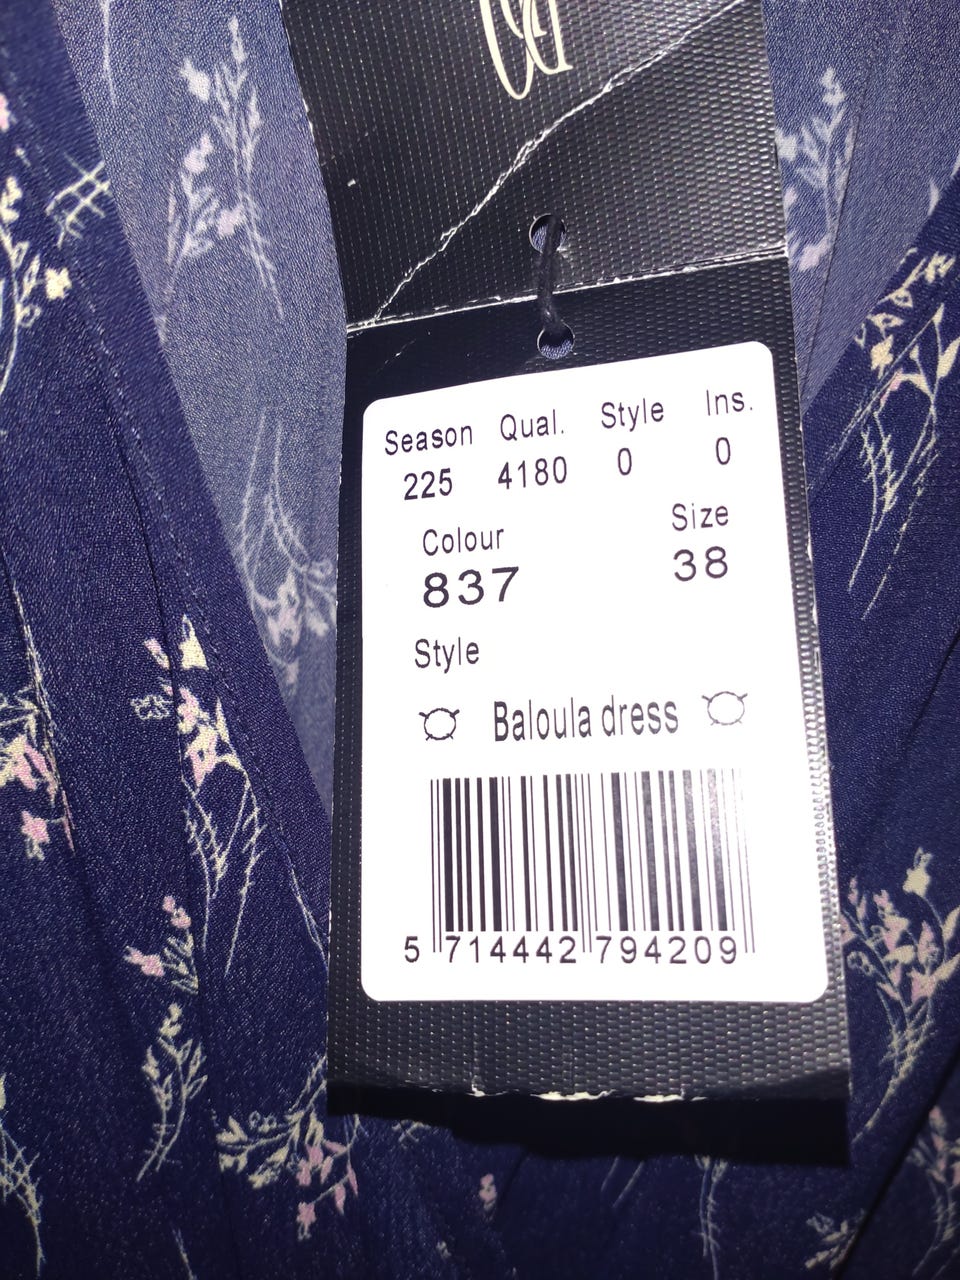 Season Qual. Style Ins.
225 4180 0 0
Colour Size
837 38
Style
¤ Baloula dress ¤
5 714442 794209